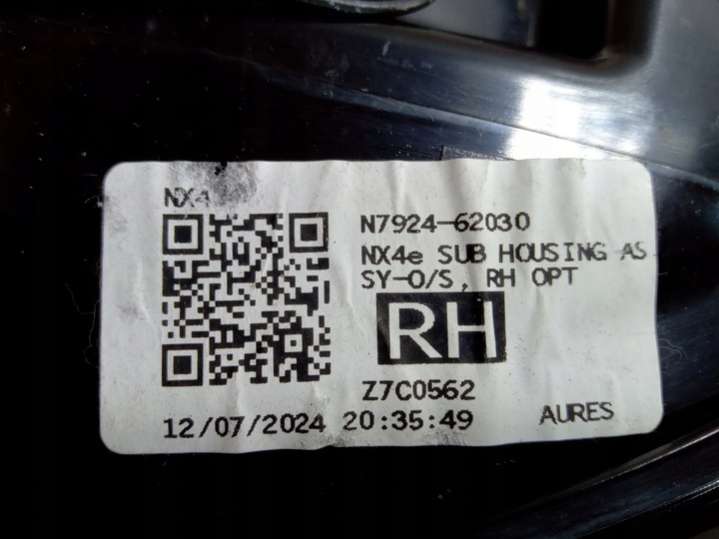 NX4
N7924-62030
NX4e SUB HOUSING AS
SY-O/S, RH OPT
RH
Z7C0562
12/07/2024 20:35:49 AURES